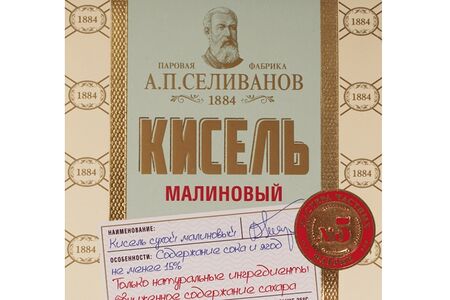 ПАРОВАЯ ФАБРИКА
А.П.СЕЛИВАНОВ
1884
КИСЕЛЬ
МАЛИНОВЫЙ
1884
1884
1884
1884
1884
1884
№5
НАИМЕНОВАНИЕ:
Кисель сухой "малиновый"
ОСОБЕННОСТИ: Содержание сока и ягод
не менее 15%
Только натуральные ингредиенты